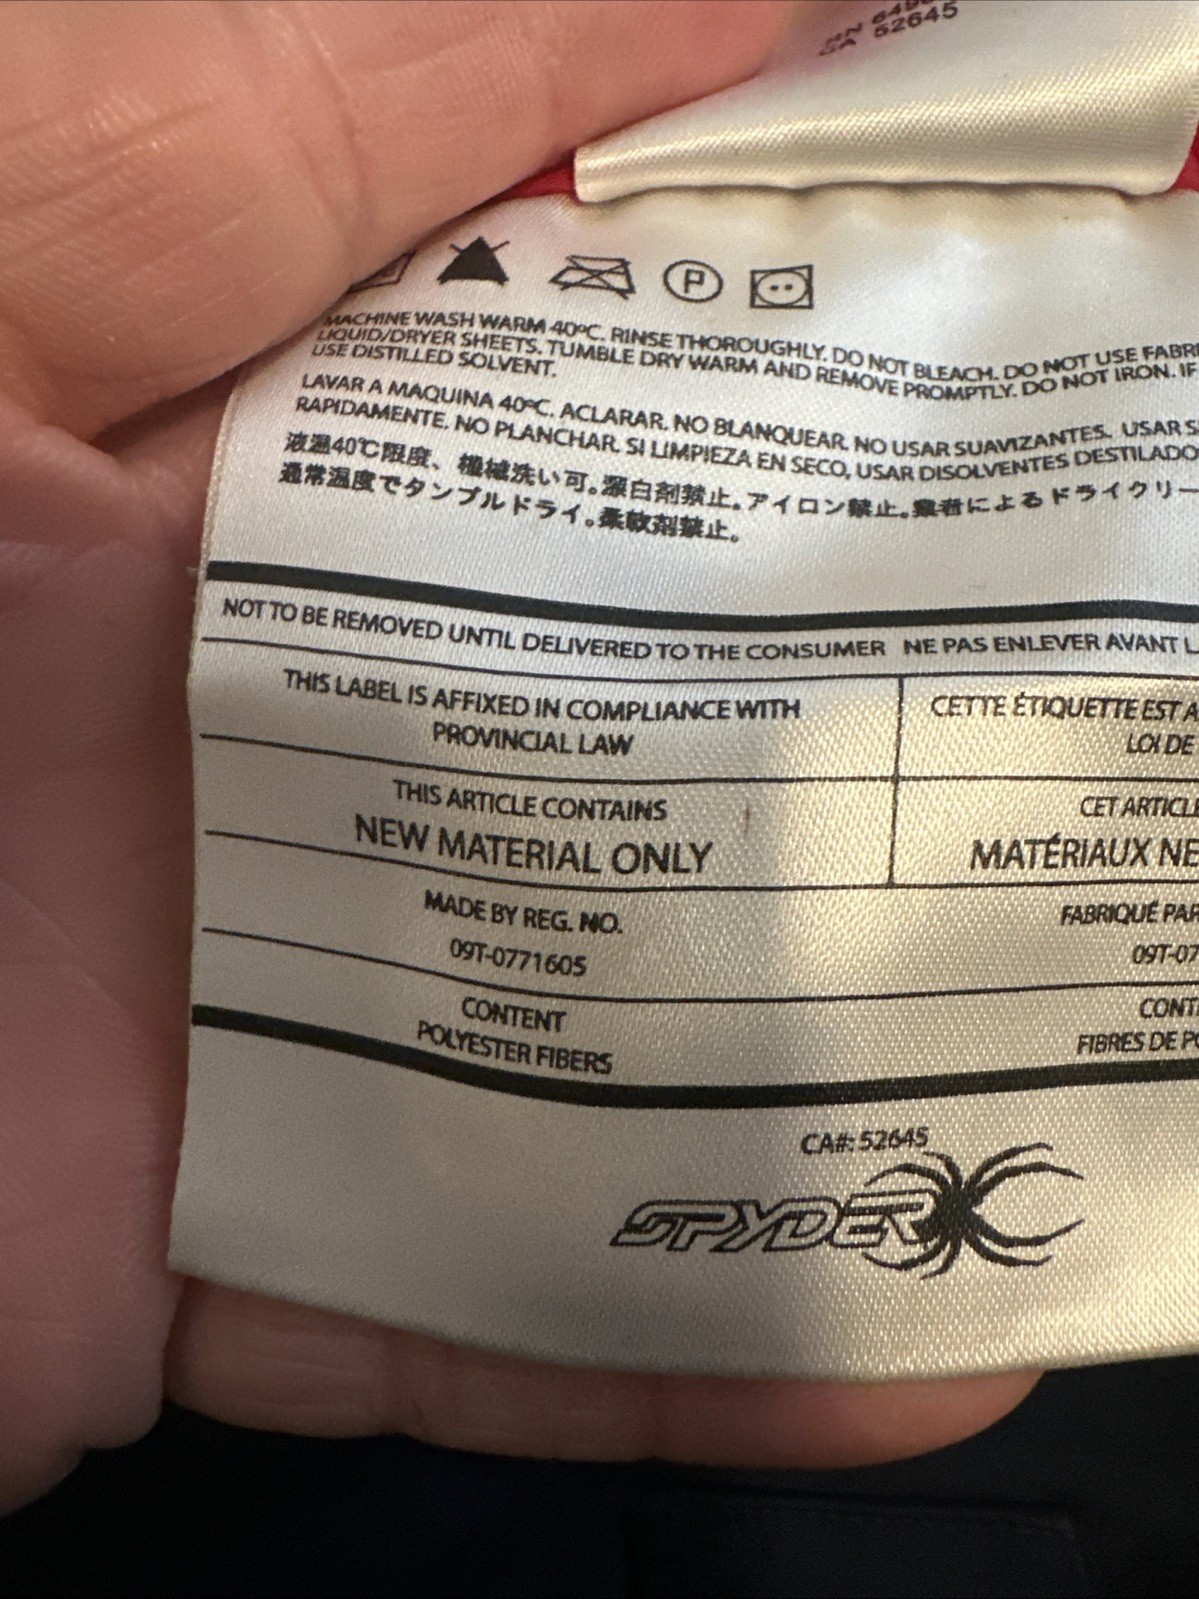 CA 52645
P
MACHINE WASH WARM 40ºC. RINSE THOROUGHLY. DO NOT BLEACH. DO NOT USE FABRI
LIQUID/DRYER SHEETS. TUMBLE DRY WARM AND REMOVE PROMPTLY. DO NOT IRON. IF
USE DISTILLED SOLVENT.
LAVAR A MAQUINA 40ºC. ACLARAR. NO BLANQUEAR. NO USAR SUAVIZANTES. USAR S
RAPIDAMENTE. NO PLANCHAR. SI LIMPIEZA EN SECO, USAR DISOLVENTES DESTILADO
液温40℃限度、機械洗い可。漂白剤禁止。アイロン禁止。業者によるドライクリー
通常温度でタンブルドライ。柔軟剤禁止。
NOT TO BE REMOVED UNTIL DELIVERED TO THE CONSUMER NE PAS ENLEVER AVANT L
THIS LABEL IS AFFIXED IN COMPLIANCE WITH
PROVINCIAL LAW
CETTE ÉTIQUETTE EST A
LOI DE
THIS ARTICLE CONTAINS
NEW MATERIAL ONLY
CET ARTICLE
MATÉRIAUX NE
MADE BY REG. NO.
09T-0771605
FABRIQUÉ PAR
09T-07
CONTENT
POLYESTER FIBERS
CONT
FIBRES DE PO
CA#: 52645
SPYDER